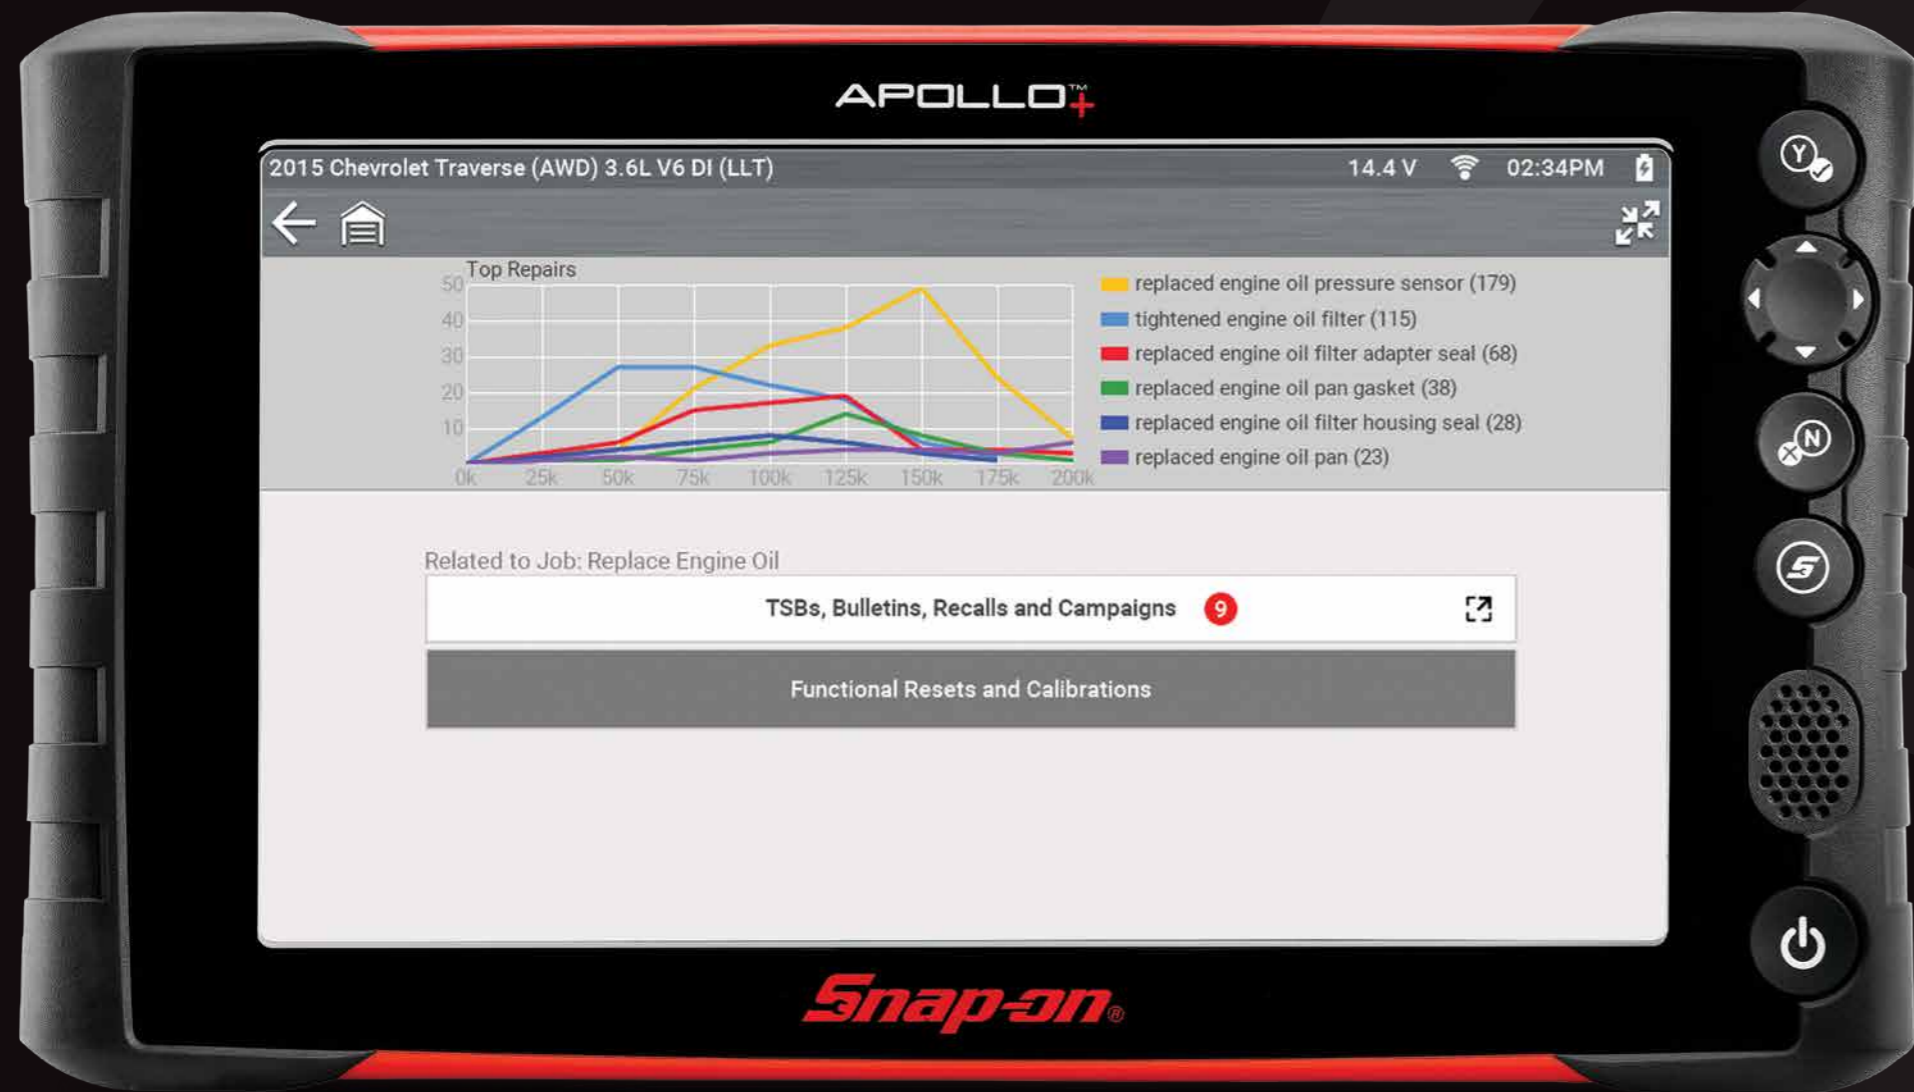 APOLLO+™
2015 Chevrolet Traverse (AWD) 3.6L V6 DI (LLT)
14.4 V
02:34PM
Top Repairs
50
40
30
20
10
0k 25k 50k 75k 100k 125k 150k 175k 200k
replaced engine oil pressure sensor (179)
tightened engine oil filter (115)
replaced engine oil filter adapter seal (68)
replaced engine oil pan gasket (38)
replaced engine oil filter housing seal (28)
replaced engine oil pan (23)
Related to Job: Replace Engine Oil
TSBs, Bulletins, Recalls and Campaigns 9
Functional Resets and Calibrations
Y
N
S
Snap-on®